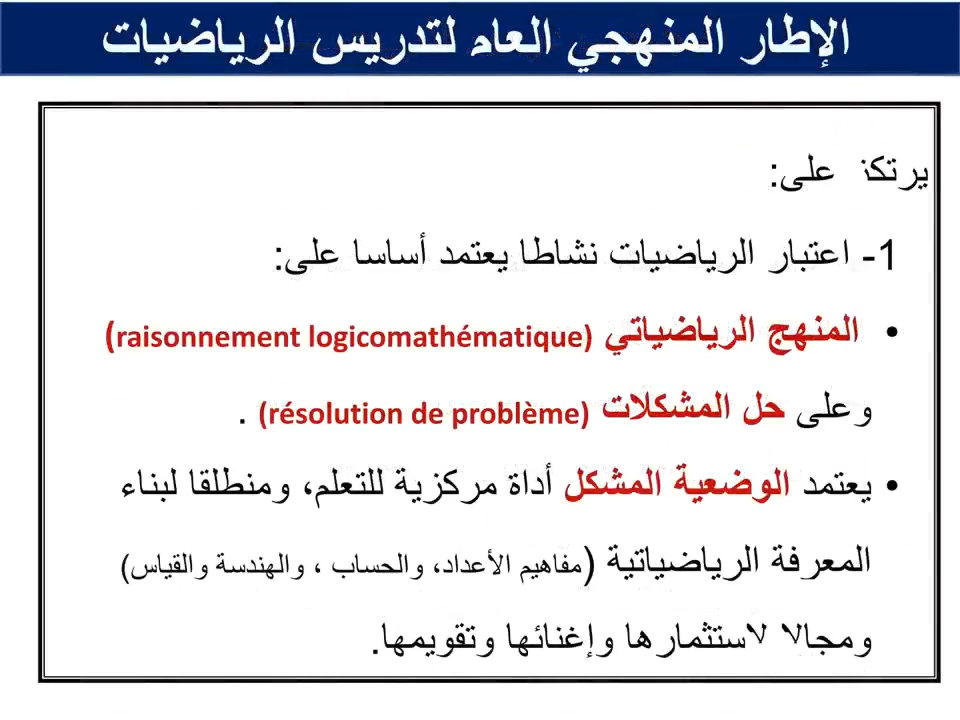 الإطار المنهجي العام لتدريس الرياضيات
يرتكز على:
1- اعتبار الرياضيات نشاطا يعتمد أساسا على:
• المنهج الرياضياتي (raisonnement logicomathématique)
وعلى حل المشكلات (résolution de problème) .
• يعتمد الوضعية المشكل أداة مركزية للتعلم، ومنطلقا لبناء
المعرفة الرياضياتية (مفاهيم الأعداد، والحساب ، والهندسة والقياس)
ومجالا لاستثمارها وإغنائها وتقويمها.